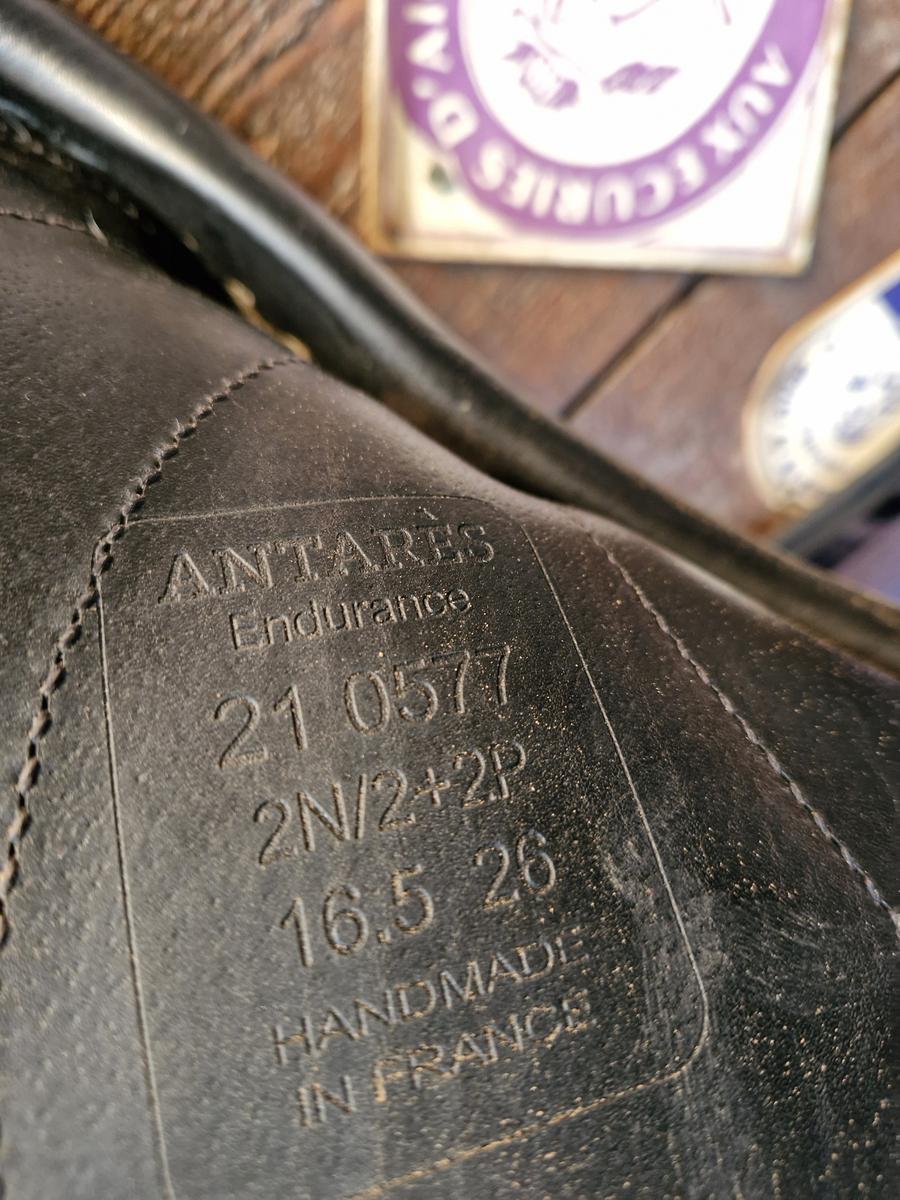 AUX ECURIES D'A
ANTARÈS
Endurance
21 0577
2N/2+2P
16.5 26
HANDMADE
IN FRANCE